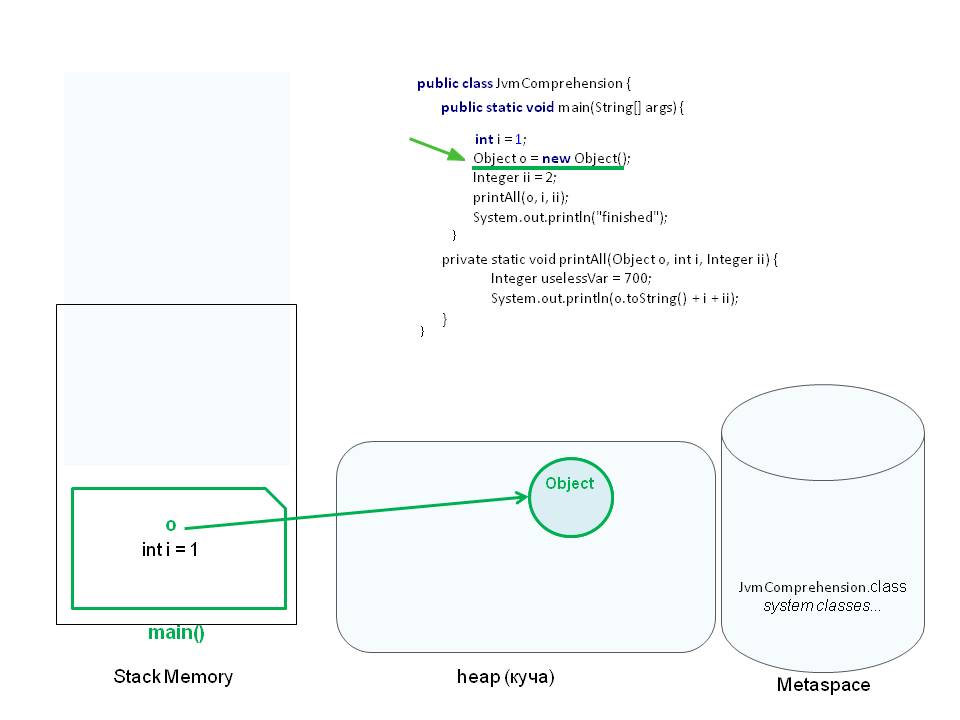 public class JvmComprehension {
public static void main(String[] args) {
int i = 1;
Object o = new Object();
Integer ii = 2;
printAll(o, i, ii);
System.out.println("finished");
}
private static void printAll(Object o, int i, Integer ii) {
Integer uselessVar = 700;
System.out.println(o.toString() + i + ii);
}
}
o
int i = 1
main()
Stack Memory
Object
heap (куча)
JvmComprehension.class
system classes...
Metaspace